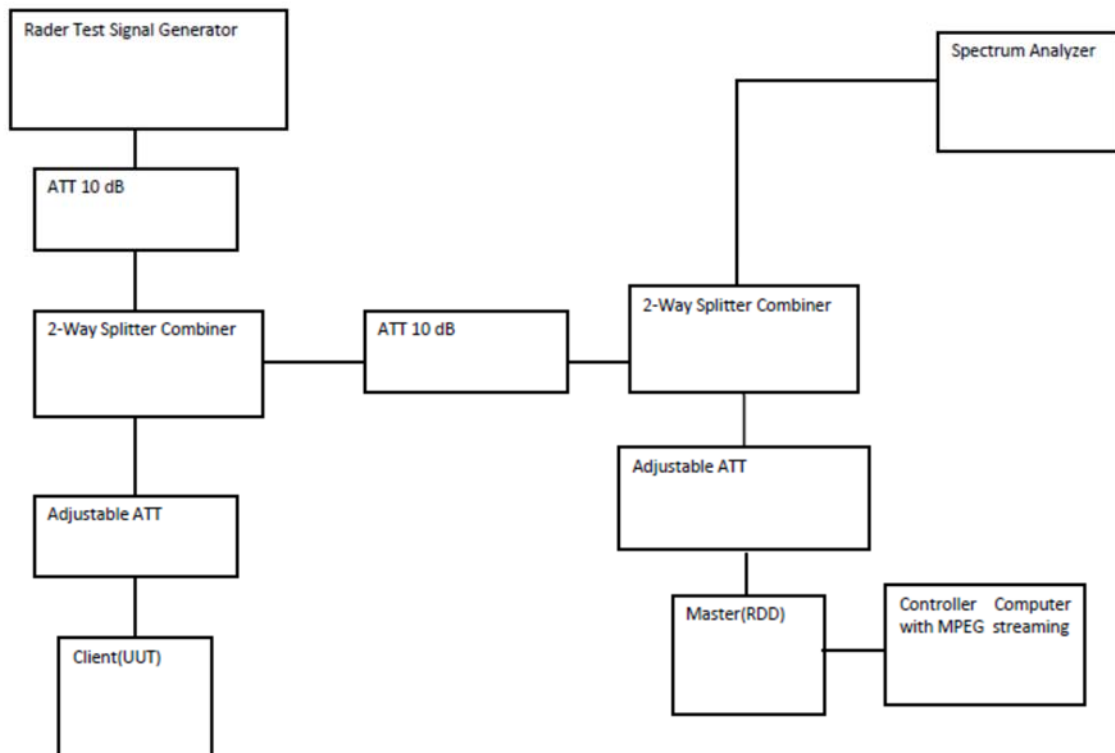 Rader Test Signal Generator
Spectrum Analyzer
ATT 10 dB
2-Way Splitter Combiner
ATT 10 dB
2-Way Splitter Combiner
Adjustable ATT
Adjustable ATT
Master(RDD)
Controller Computer
with MPEG streaming
Client(UUT)